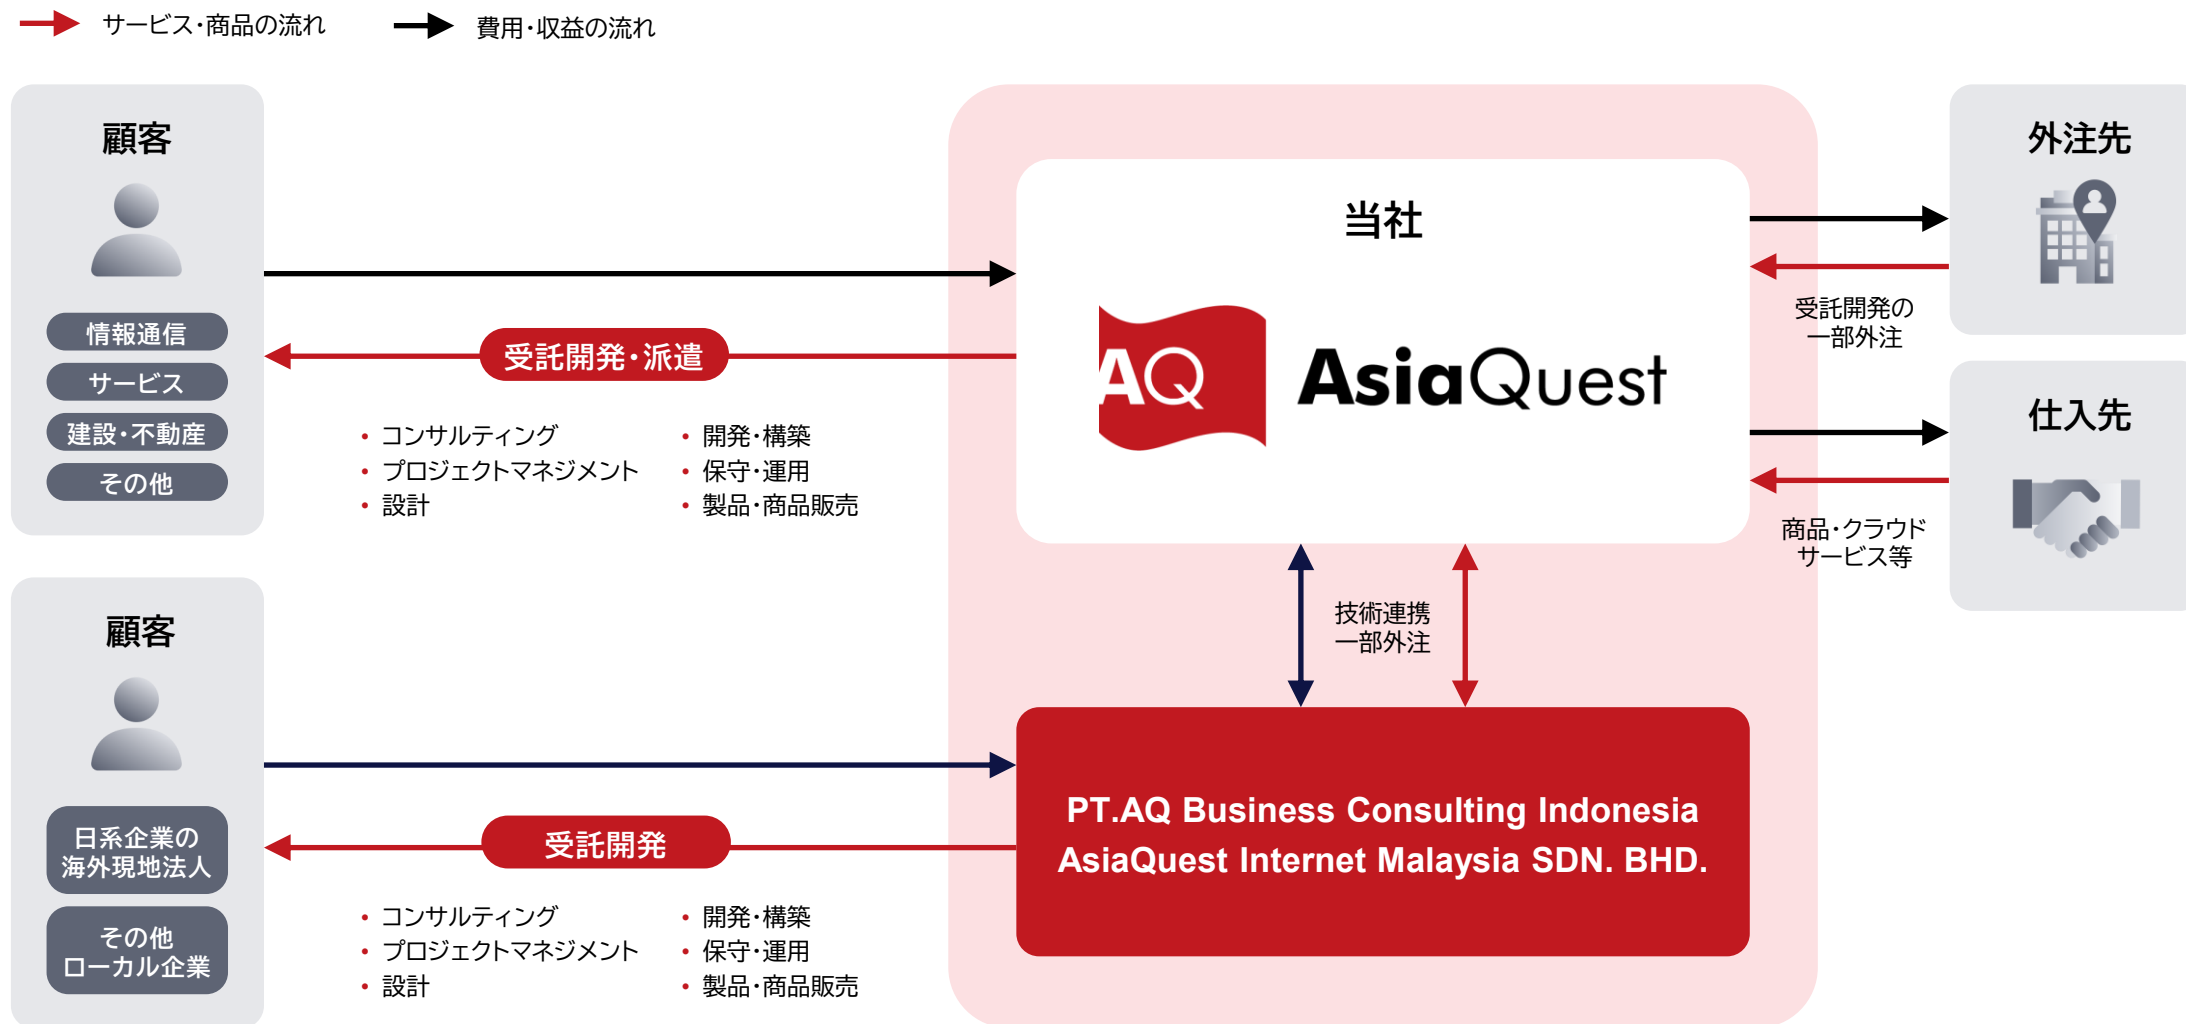 サービス・商品の流れ
費用・収益の流れ
顧客
情報通信
サービス
建設・不動産
その他
受託開発・派遣
• コンサルティング
• プロジェクトマネジメント
• 設計
• 開発・構築
• 保守・運用
• 製品・商品販売
当社
AQ AsiaQuest
外注先
受託開発の
一部外注
仕入先
商品・クラウド
サービス等
技術連携
一部外注
顧客
日系企業の
海外現地法人
その他
ローカル企業
受託開発
• コンサルティング
• プロジェクトマネジメント
• 設計
• 開発・構築
• 保守・運用
• 製品・商品販売
PT.AQ Business Consulting Indonesia
AsiaQuest Internet Malaysia SDN. BHD.